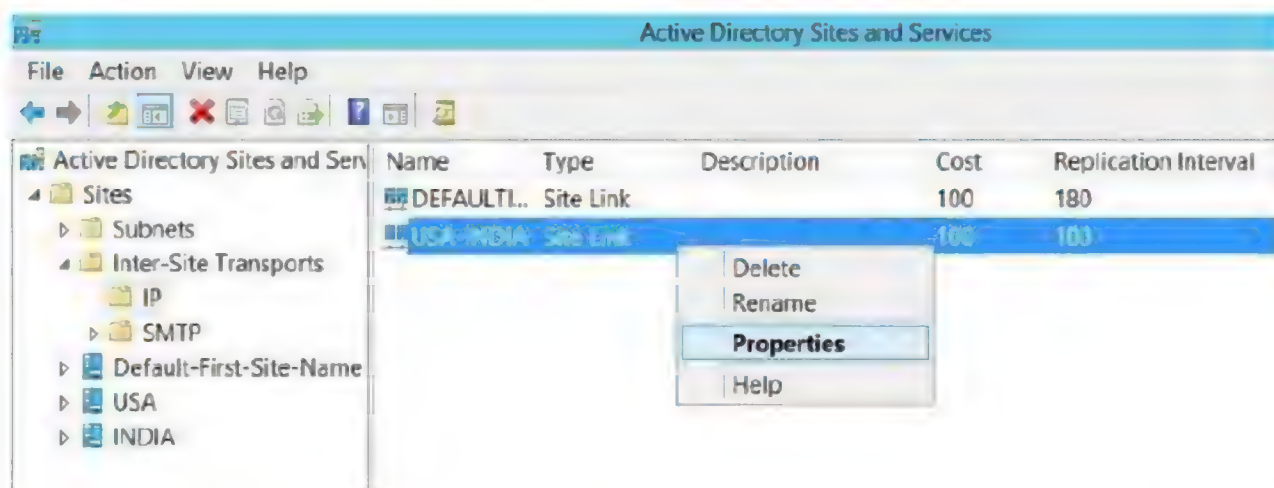 Active Directory Sites and Services
File Action View Help
Active Directory Sites and Serv
Name Type Description Cost Replication Interval
Sites
DEFAULTI... Site Link 100 180
Subnets
USA-INDIA Site Link 100 100
Inter-Site Transports
Delete
IP
Rename
SMTP
Properties
Default-First-Site-Name
Help
USA
INDIA